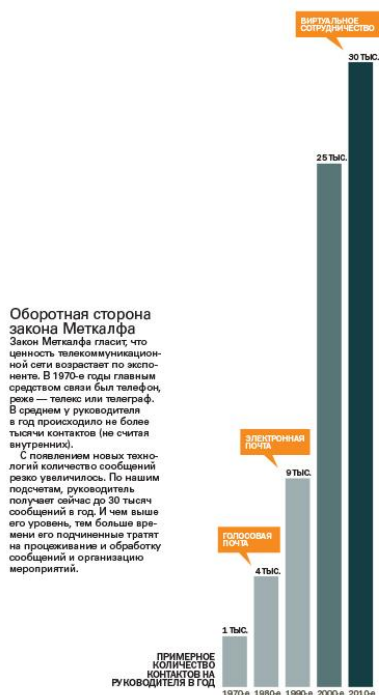 ВИРТУАЛЬНОЕ
СОТРУДНИЧЕСТВО
30 ТЫС.
25 ТЫС.
Оборотная сторона
закона Меткалфа
Закон Меткалфа гласит, что
ценность телекоммуникацион-
ной сети возрастает по экспо-
ненте. В 1970-е годы главным
средством связи был телефон,
реже — телекс или телеграф.
В среднем у руководителя
в год происходило не более
тысячи контактов (не считая
внутренних).
С появлением новых техно-
логий количество сообщений
резко увеличилось. По нашим
подсчетам, руководитель
получает сейчас до 30 тысяч
сообщений в год. И чем выше
его уровень, тем больше вре-
мени его подчиненные тратят
на процеживание и обработку
сообщений и организацию
мероприятий.
ЭЛЕКТРОННАЯ
ПОЧТА
9 ТЫС.
ГОЛОСОВАЯ
ПОЧТА
4 ТЫС.
1 ТЫС.
ПРИМЕРНОЕ
КОЛИЧЕСТВО
КОНТАКТОВ НА
РУКОВОДИТЕЛЯ В ГОД
1970-е 1980-е 1990-е 2000-е 2010-е